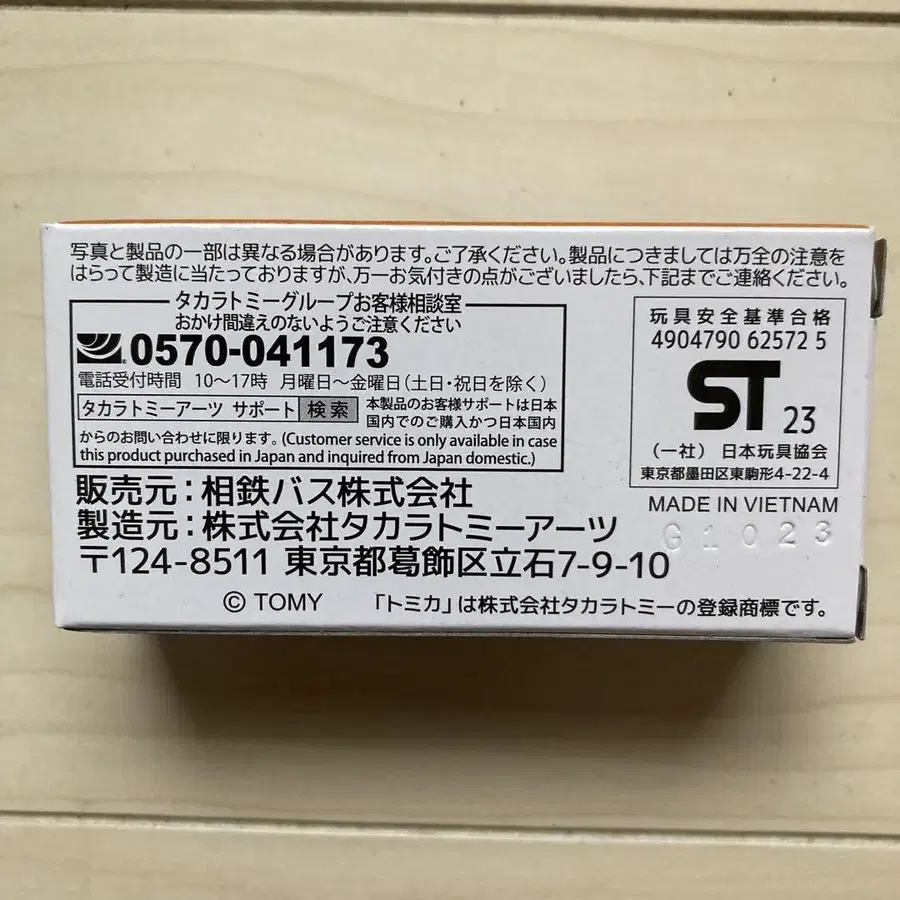 写真と製品の一部は異なる場合があります。ご了承ください。製品につきましては万全の注意を
はらって製造に当たっておりますが、万一お気付きの点がございましたら、下記までご連絡ください。
タカラトミーグループお客様相談室
おかけ間違えのないようご注意ください
0570-041173
電話受付時間 10〜17時 月曜日〜金曜日(土日・祝日を除く)
タカラトミーアーツ サポート 検索 本製品のお客様サポートは日本
国内でのご購入かつ日本国内
からのお問い合わせに限ります。(Customer service is only available in case
this product purchased in Japan and inquired from Japan domestic.)
玩具安全基準合格
4904790 62572 5
ST 23
(一社) 日本玩具協会
東京都墨田区東駒形4-22-4
MADE IN VIETNAM
G1023
販売元:相鉄バス株式会社
製造元:株式会社タカラトミーアーツ
〒124-8511 東京都葛飾区立石7-9-10
© TOMY 「トミカ」は株式会社タカラトミーの登録商標です。